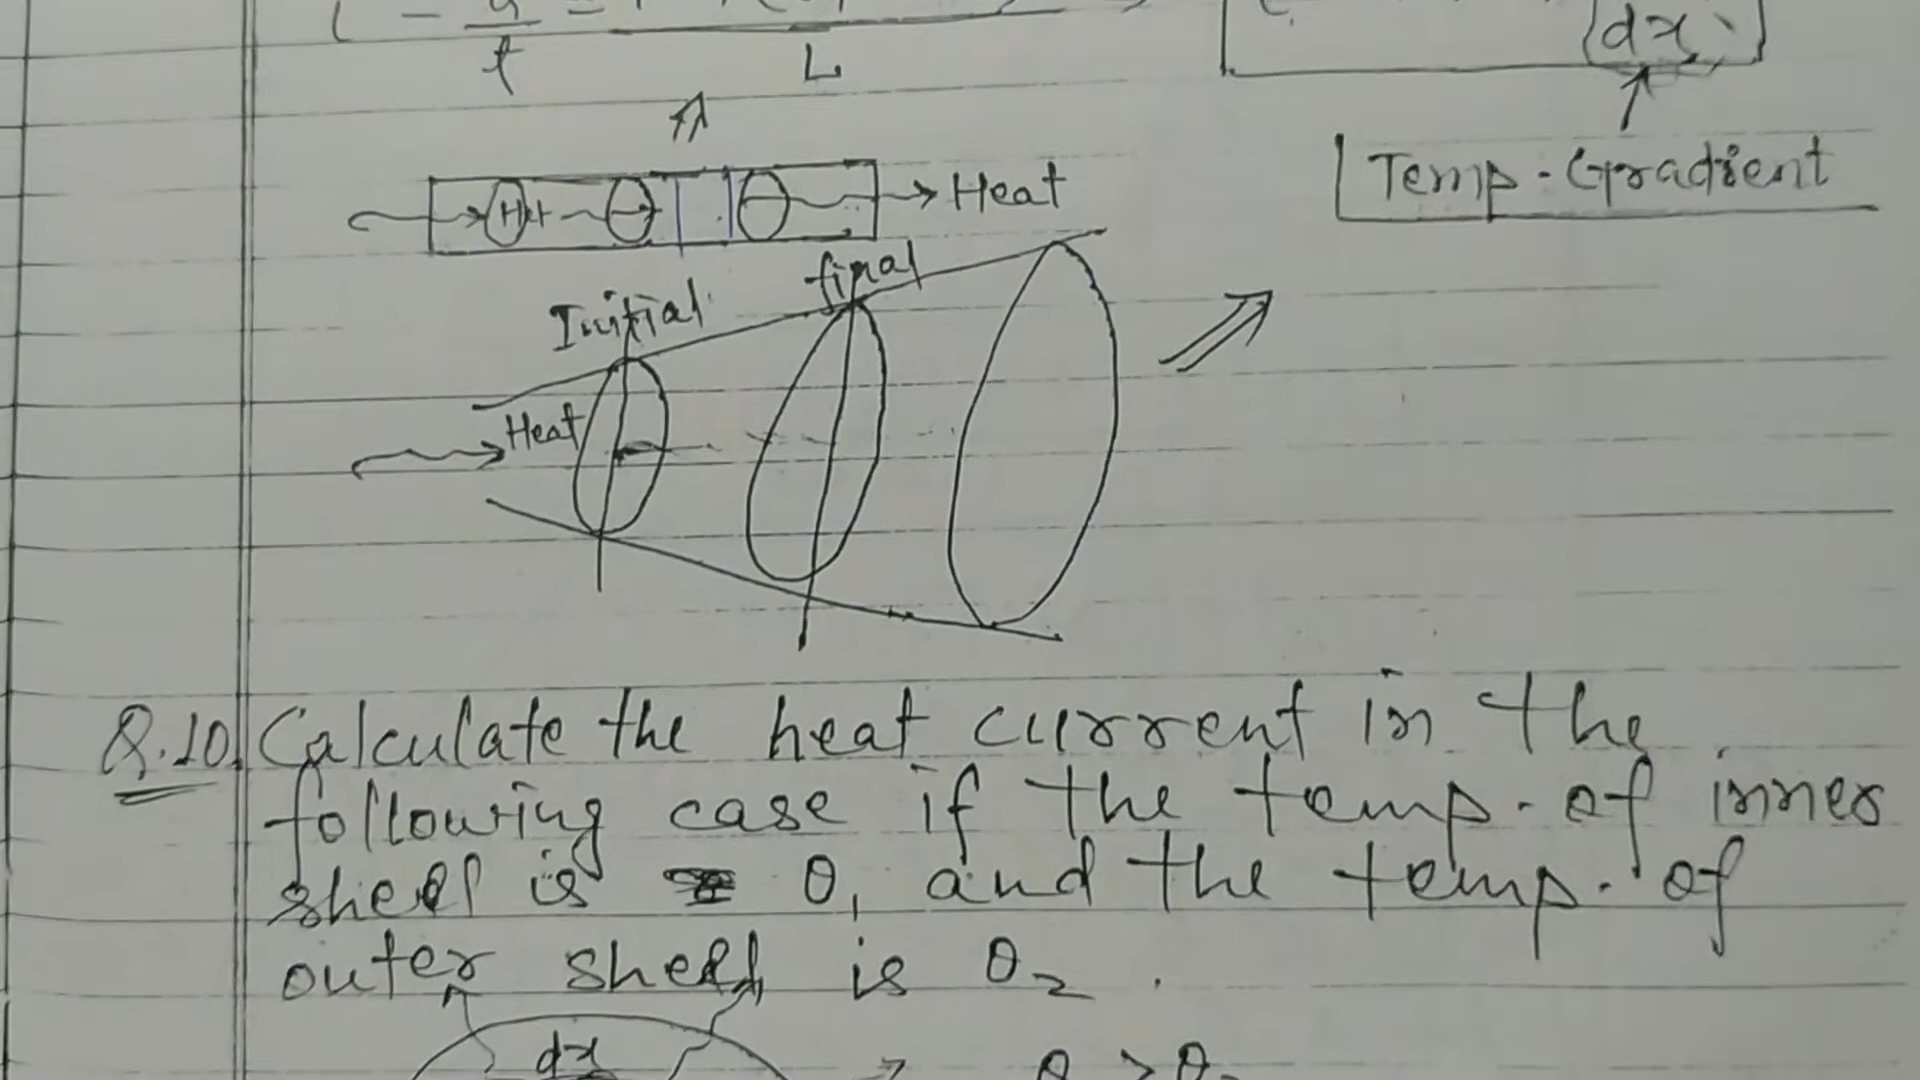 t
L
dx
Temp. Gradient
H
Heat
Initial
final
Heat
Q.10 Calculate the heat current in the
following case if the temp. of inner
shell is θ₁ and the temp. of
outer shell is θ₂.
dx